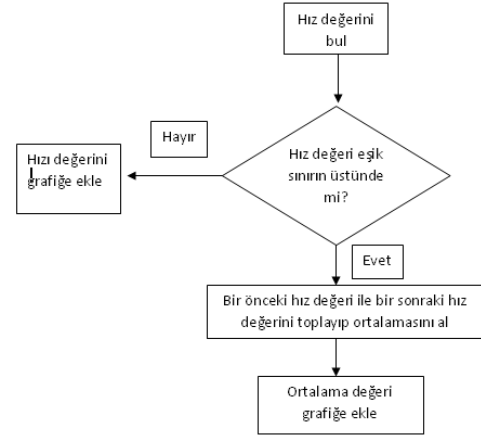 Hız değerini
bul
Hayır
Hız değeri eşik
sınırın üstünde
mi?
Hızı değerini
grafiğe ekle
Evet
Bir önceki hız değeri ile bir sonraki hız
değerini toplayıp ortalamasını al
Ortalama değeri
grafiğe ekle